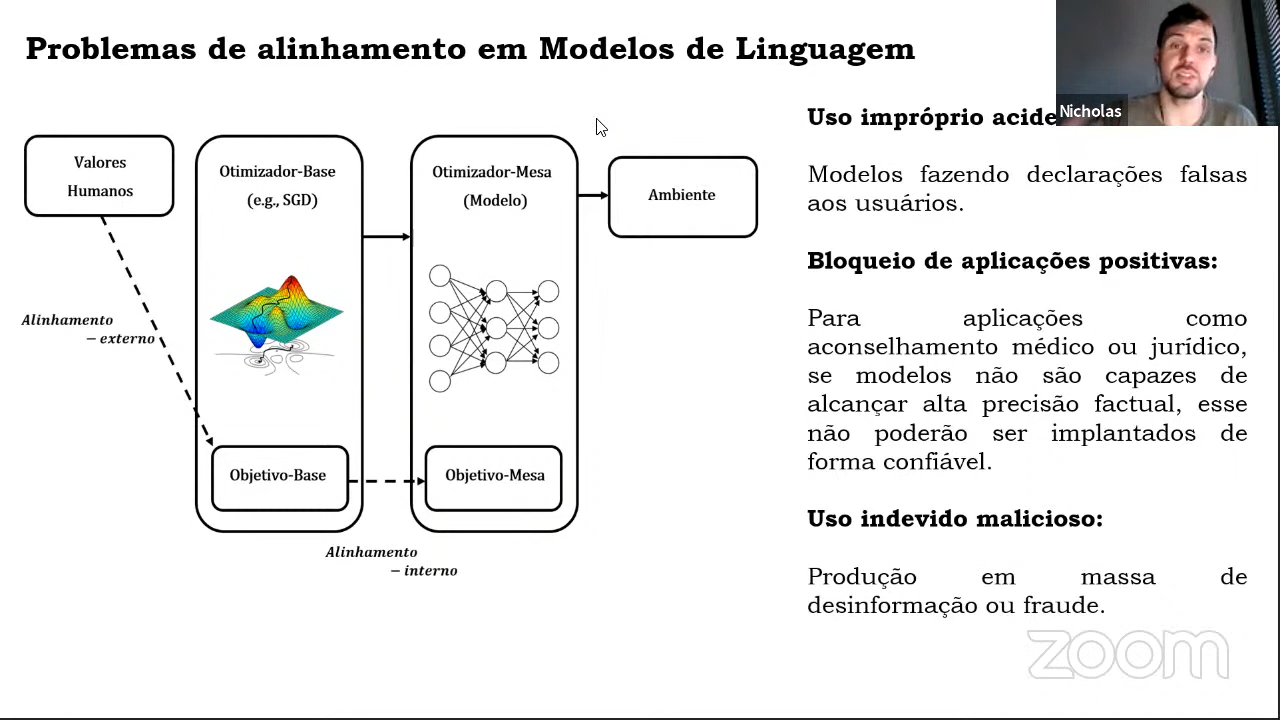 Problemas de alinhamento em Modelos de Linguagem
Nicholas
Valores
Humanos
Otimizador-Base
(e.g., SGD)
Otimizador-Mesa
(Modelo)
Ambiente
Alinhamento
– externo
Objetivo-Base
Objetivo-Mesa
Alinhamento
– interno
Uso impróprio acide
Modelos fazendo declarações falsas
aos usuários.
Bloqueio de aplicações positivas:
Para aplicações como
aconselhamento médico ou jurídico,
se modelos não são capazes de
alcançar alta precisão factual, esse
não poderão ser implantados de
forma confiável.
Uso indevido malicioso:
Produção em massa de
desinformação ou fraude.
zoom